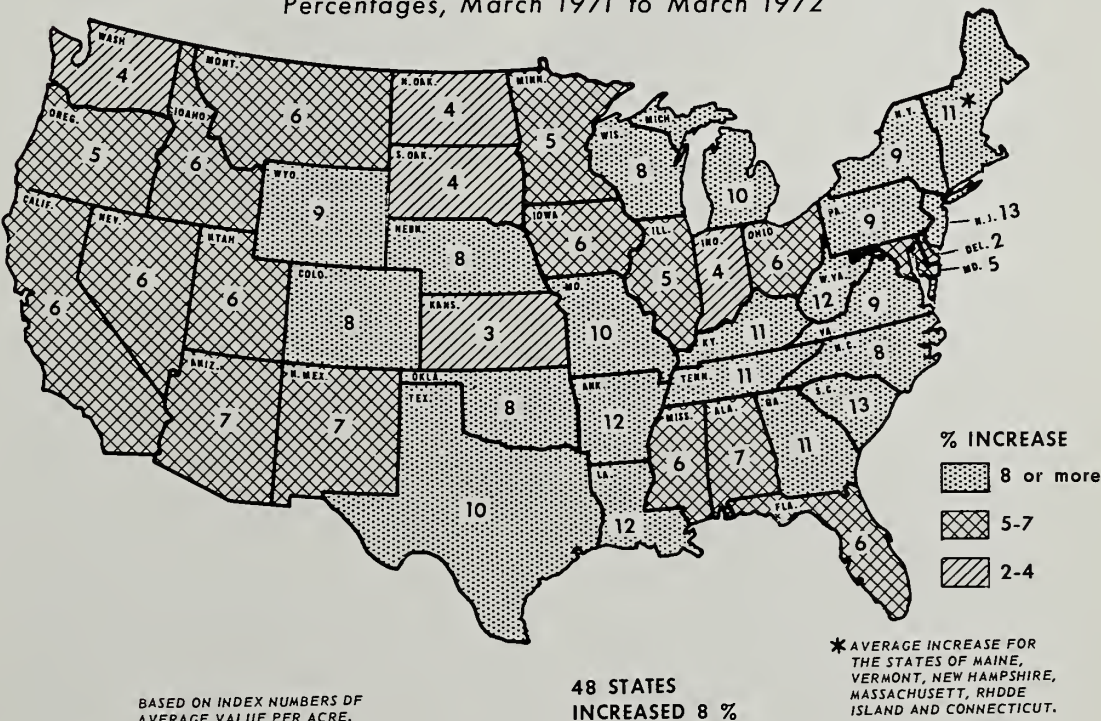 Percentages, March 1971 to March 1972
WASH
4
MONT.
6
N. DAK.
4
MINN.
5
OREG.
5
IDAHO
6
S. DAK.
4
WIS.
8
MICH
10
N.Y.
9
11*
WYO.
9
CALIF.
6
NEV.
6
UTAH
6
COLO.
8
NEBR.
8
IOWA
6
ILL.
5
IND.
4
OHIO
6
PA.
9
N.J. 13
DEL. 2
MD. 5
W.VA.
12
VA.
9
KANS.
3
MO.
10
KY.
11
N.C.
8
TENN.
11
ARIZ.
7
N. MEX.
7
OKLA.
8
ARK.
12
S.C.
13
TEX.
10
LA.
12
MISS.
6
ALA
7
GA.
11
FLA.
6
% INCREASE
8 or more
5-7
2-4
* AVERAGE INCREASE FOR
THE STATES OF MAINE,
VERMONT, NEW HAMPSHIRE,
MASSACHUSETT, RHDDE
ISLAND AND CONNECTICUT.
BASED ON INDEX NUMBERS DF
AVERAGE VALUE PER ACRE.
48 STATES
INCREASED 8 %